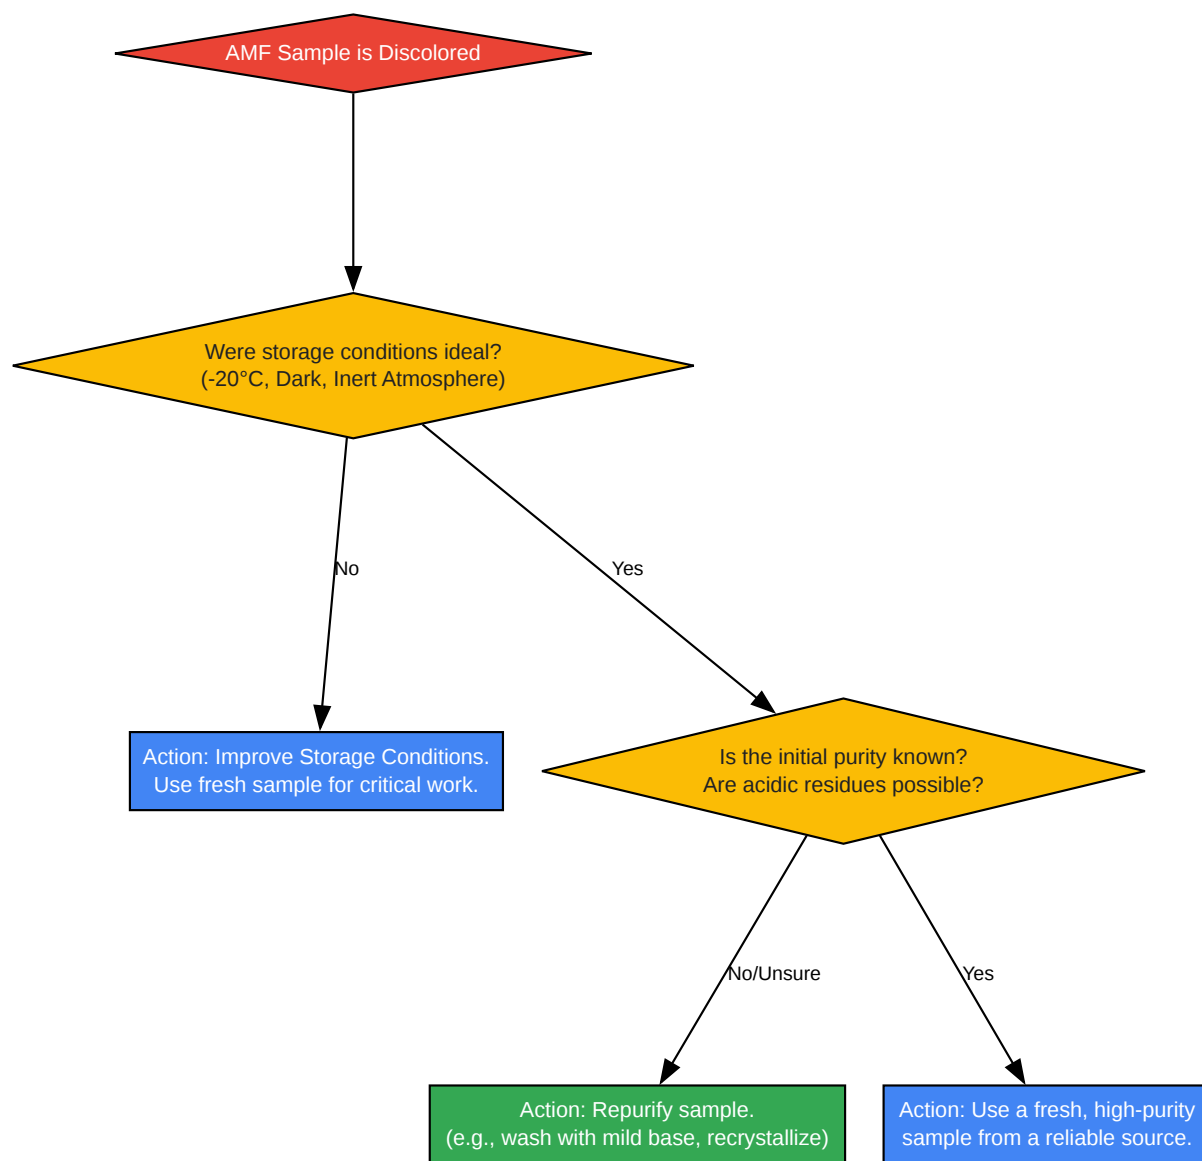 AMF Sample is Discolored
Were storage conditions ideal?
(-20°C, Dark, Inert Atmosphere)
No
Yes
Action: Improve Storage Conditions.
Use fresh sample for critical work.
Is the initial purity known?
Are acidic residues possible?
No/Unsure
Yes
Action: Repurify sample.
(e.g., wash with mild base, recrystallize)
Action: Use a fresh, high-purity
sample from a reliable source.